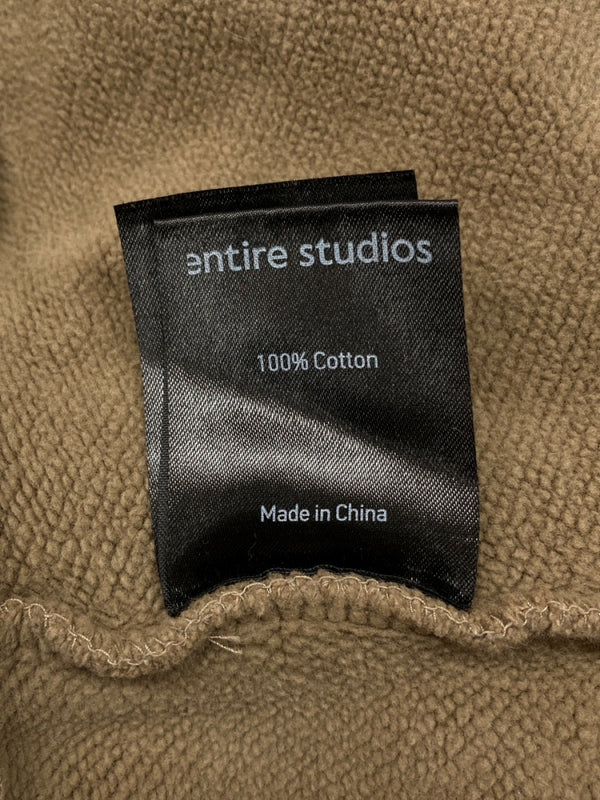 entire studios
100% Cotton
Made in China